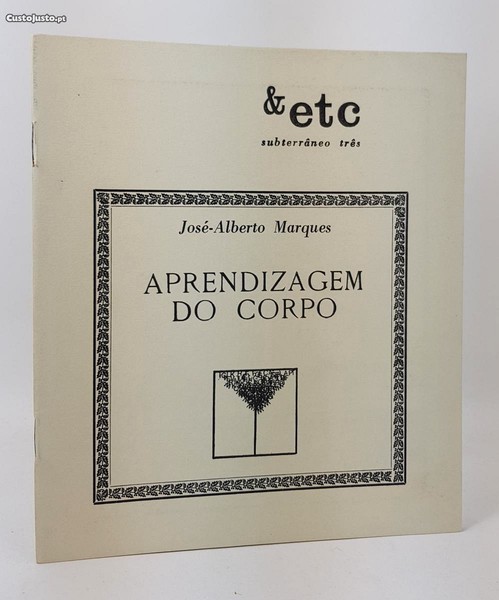 CustoJusto.pt
&etc
subterrâneo três
José-Alberto Marques
APRENDIZAGEM
DO CORPO